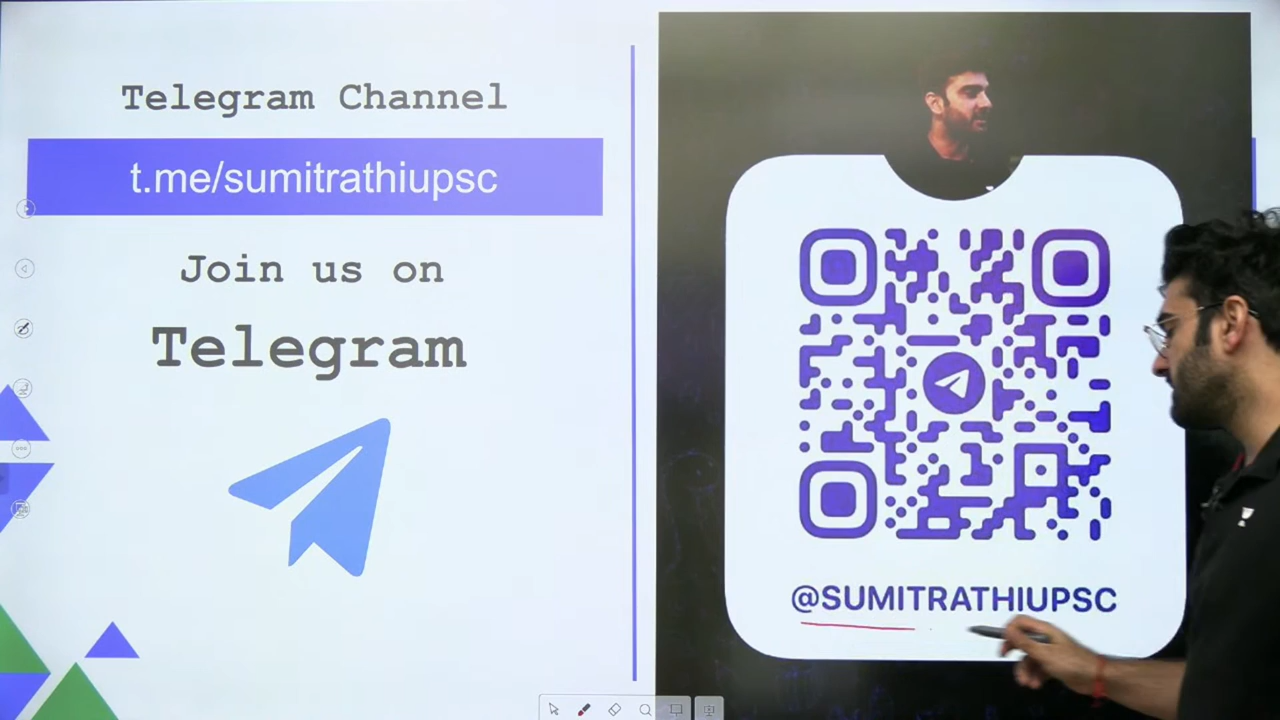 Telegram Channel
t.me/sumitrathiupsc
Join us on
Telegram
@SUMITRATHIUPSC